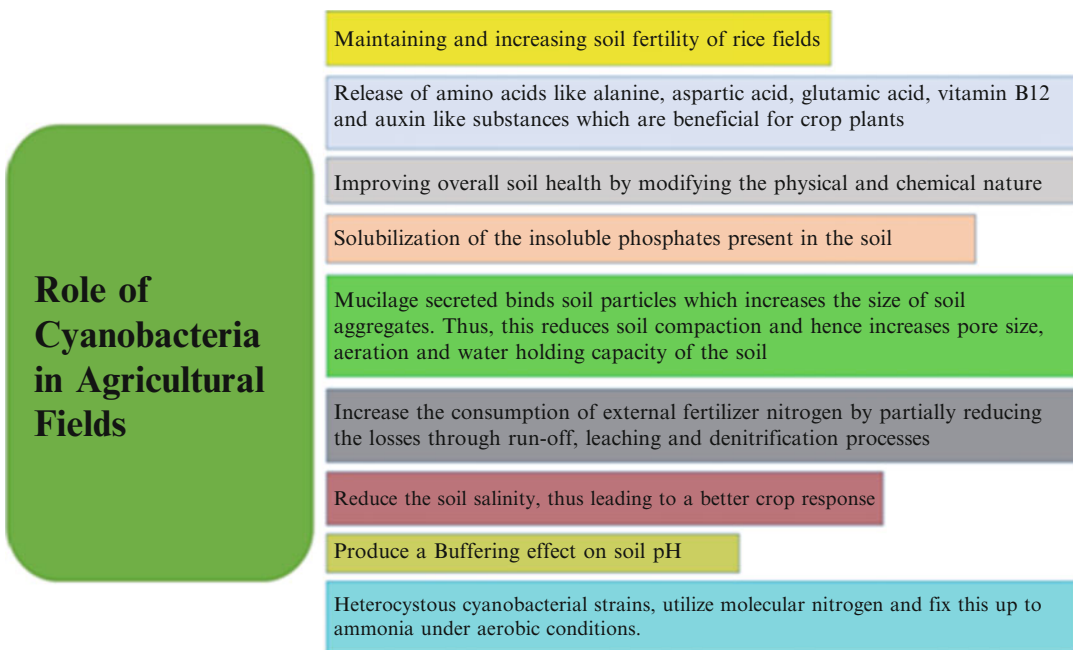 Role of
Cyanobacteria
in Agricultural
Fields
Maintaining and increasing soil fertility of rice fields
Release of amino acids like alanine, aspartic acid, glutamic acid, vitamin B12
and auxin like substances which are beneficial for crop plants
Improving overall soil health by modifying the physical and chemical nature
Solubilization of the insoluble phosphates present in the soil
Mucilage secreted binds soil particles which increases the size of soil
aggregates. Thus, this reduces soil compaction and hence increases pore size,
aeration and water holding capacity of the soil
Increase the consumption of external fertilizer nitrogen by partially reducing
the losses through run-off, leaching and denitrification processes
Reduce the soil salinity, thus leading to a better crop response
Produce a Buffering effect on soil pH
Heterocystous cyanobacterial strains, utilize molecular nitrogen and fix this up to
ammonia under aerobic conditions.